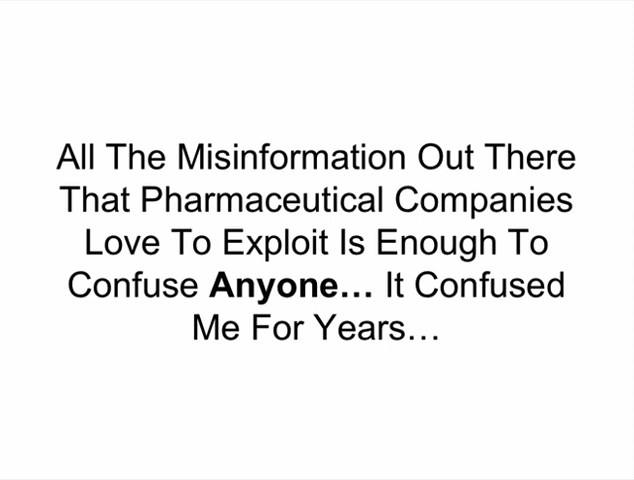 All The Misinformation Out There
That Pharmaceutical Companies
Love To Exploit Is Enough To
Confuse Anyone… It Confused
Me For Years…